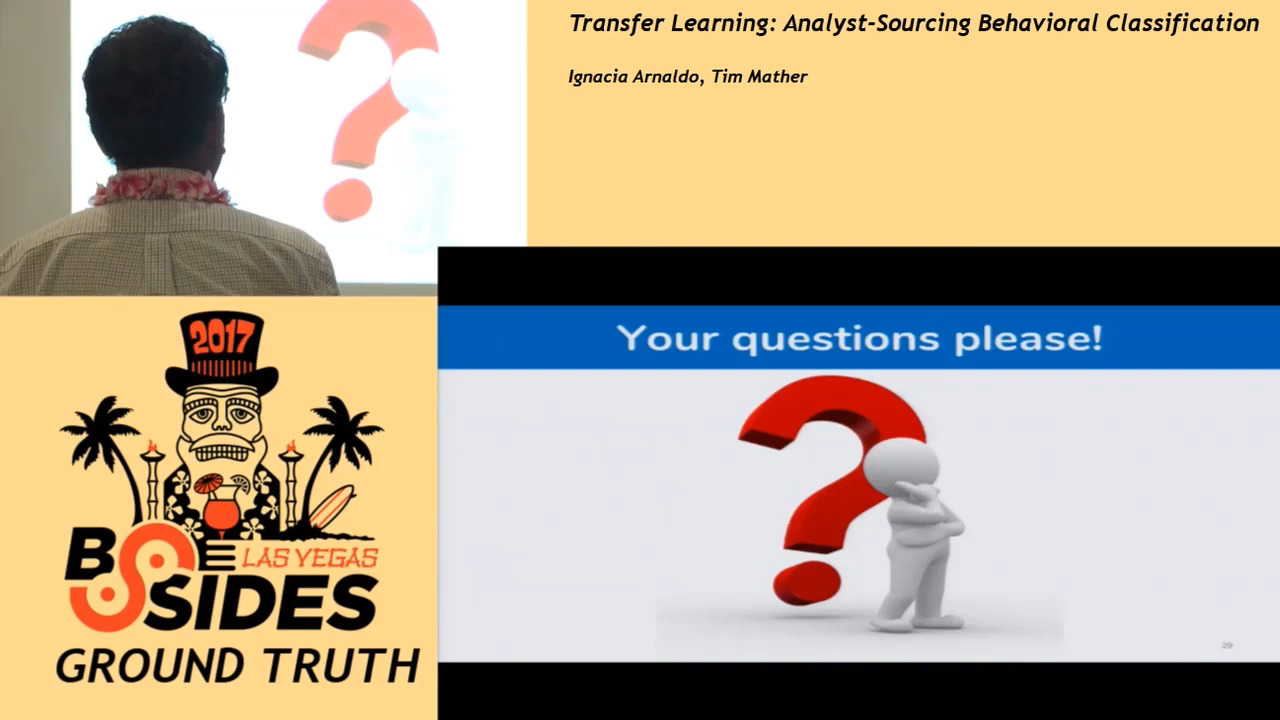 Transfer Learning: Analyst-Sourcing Behavioral Classification
Ignacia Arnaldo, Tim Mather
2017
BSIDES
LAS VEGAS
GROUND TRUTH
Your questions please!
29